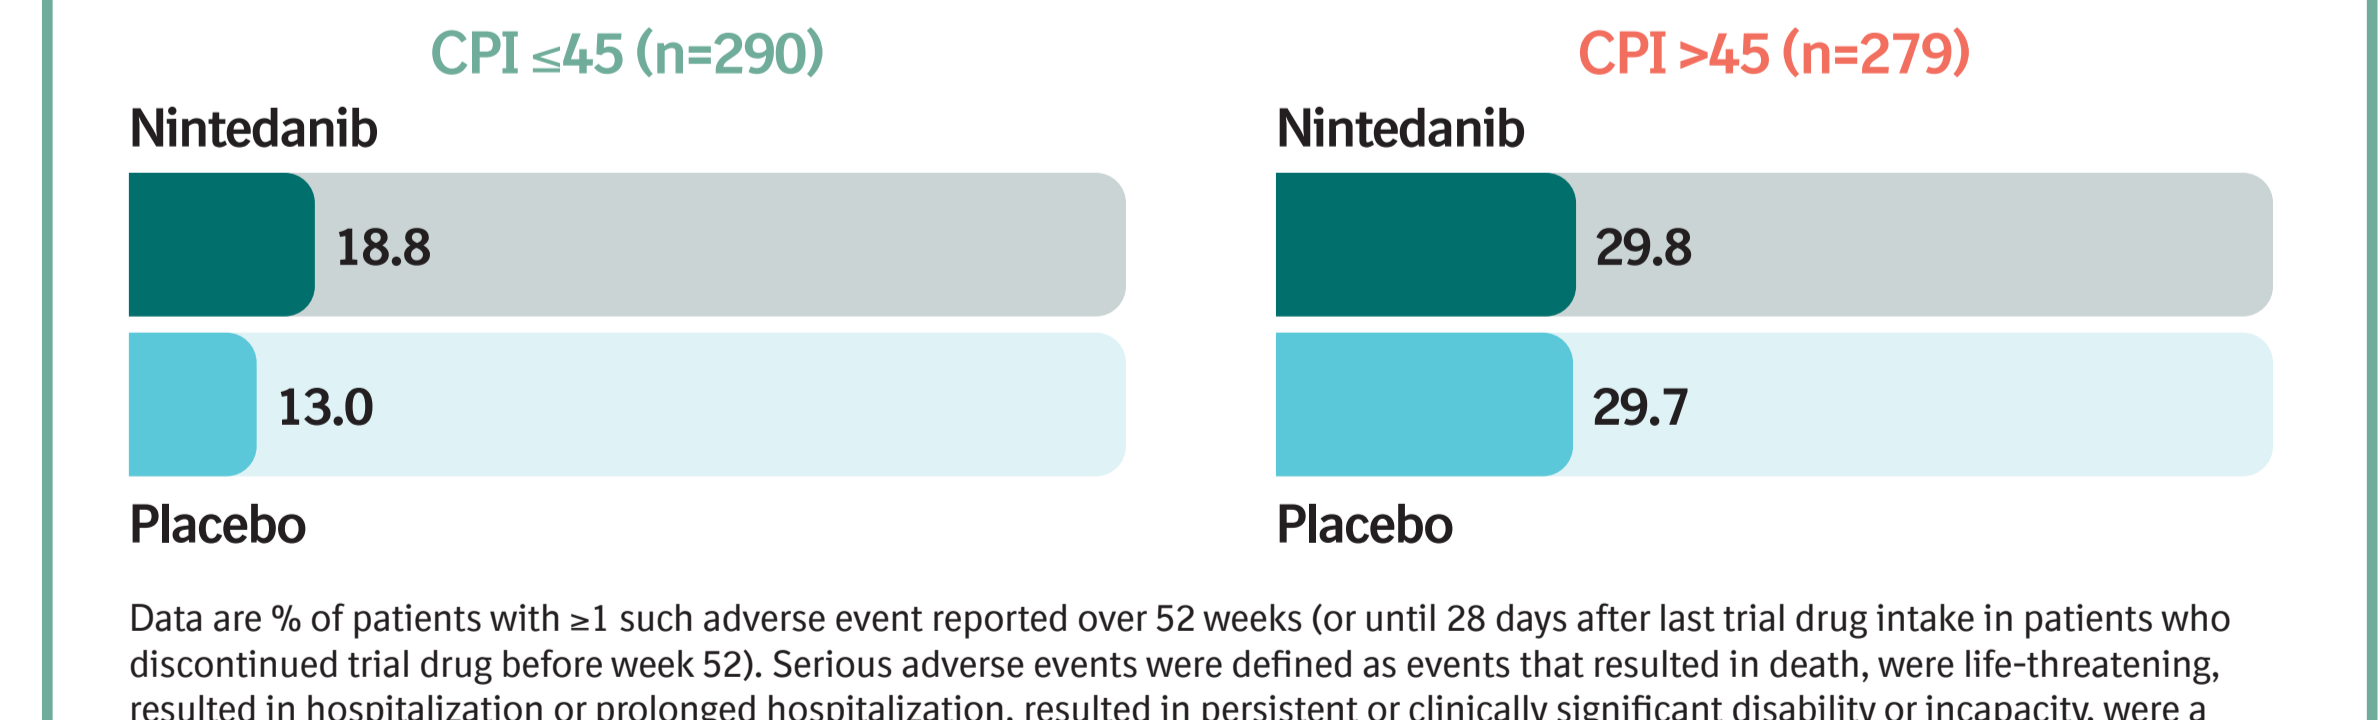 CPI ≤45 (n=290)
Nintedanib
18.8
13.0
Placebo
CPI >45 (n=279)
Nintedanib
29.8
29.7
Placebo
Data are % of patients with ≥1 such adverse event reported over 52 weeks (or until 28 days after last trial drug intake in patients who
discontinued trial drug before week 52). Serious adverse events were defined as events that resulted in death, were life-threatening,
resulted in hospitalization or prolonged hospitalization, resulted in persistent or clinically significant disability or incapacity, were a